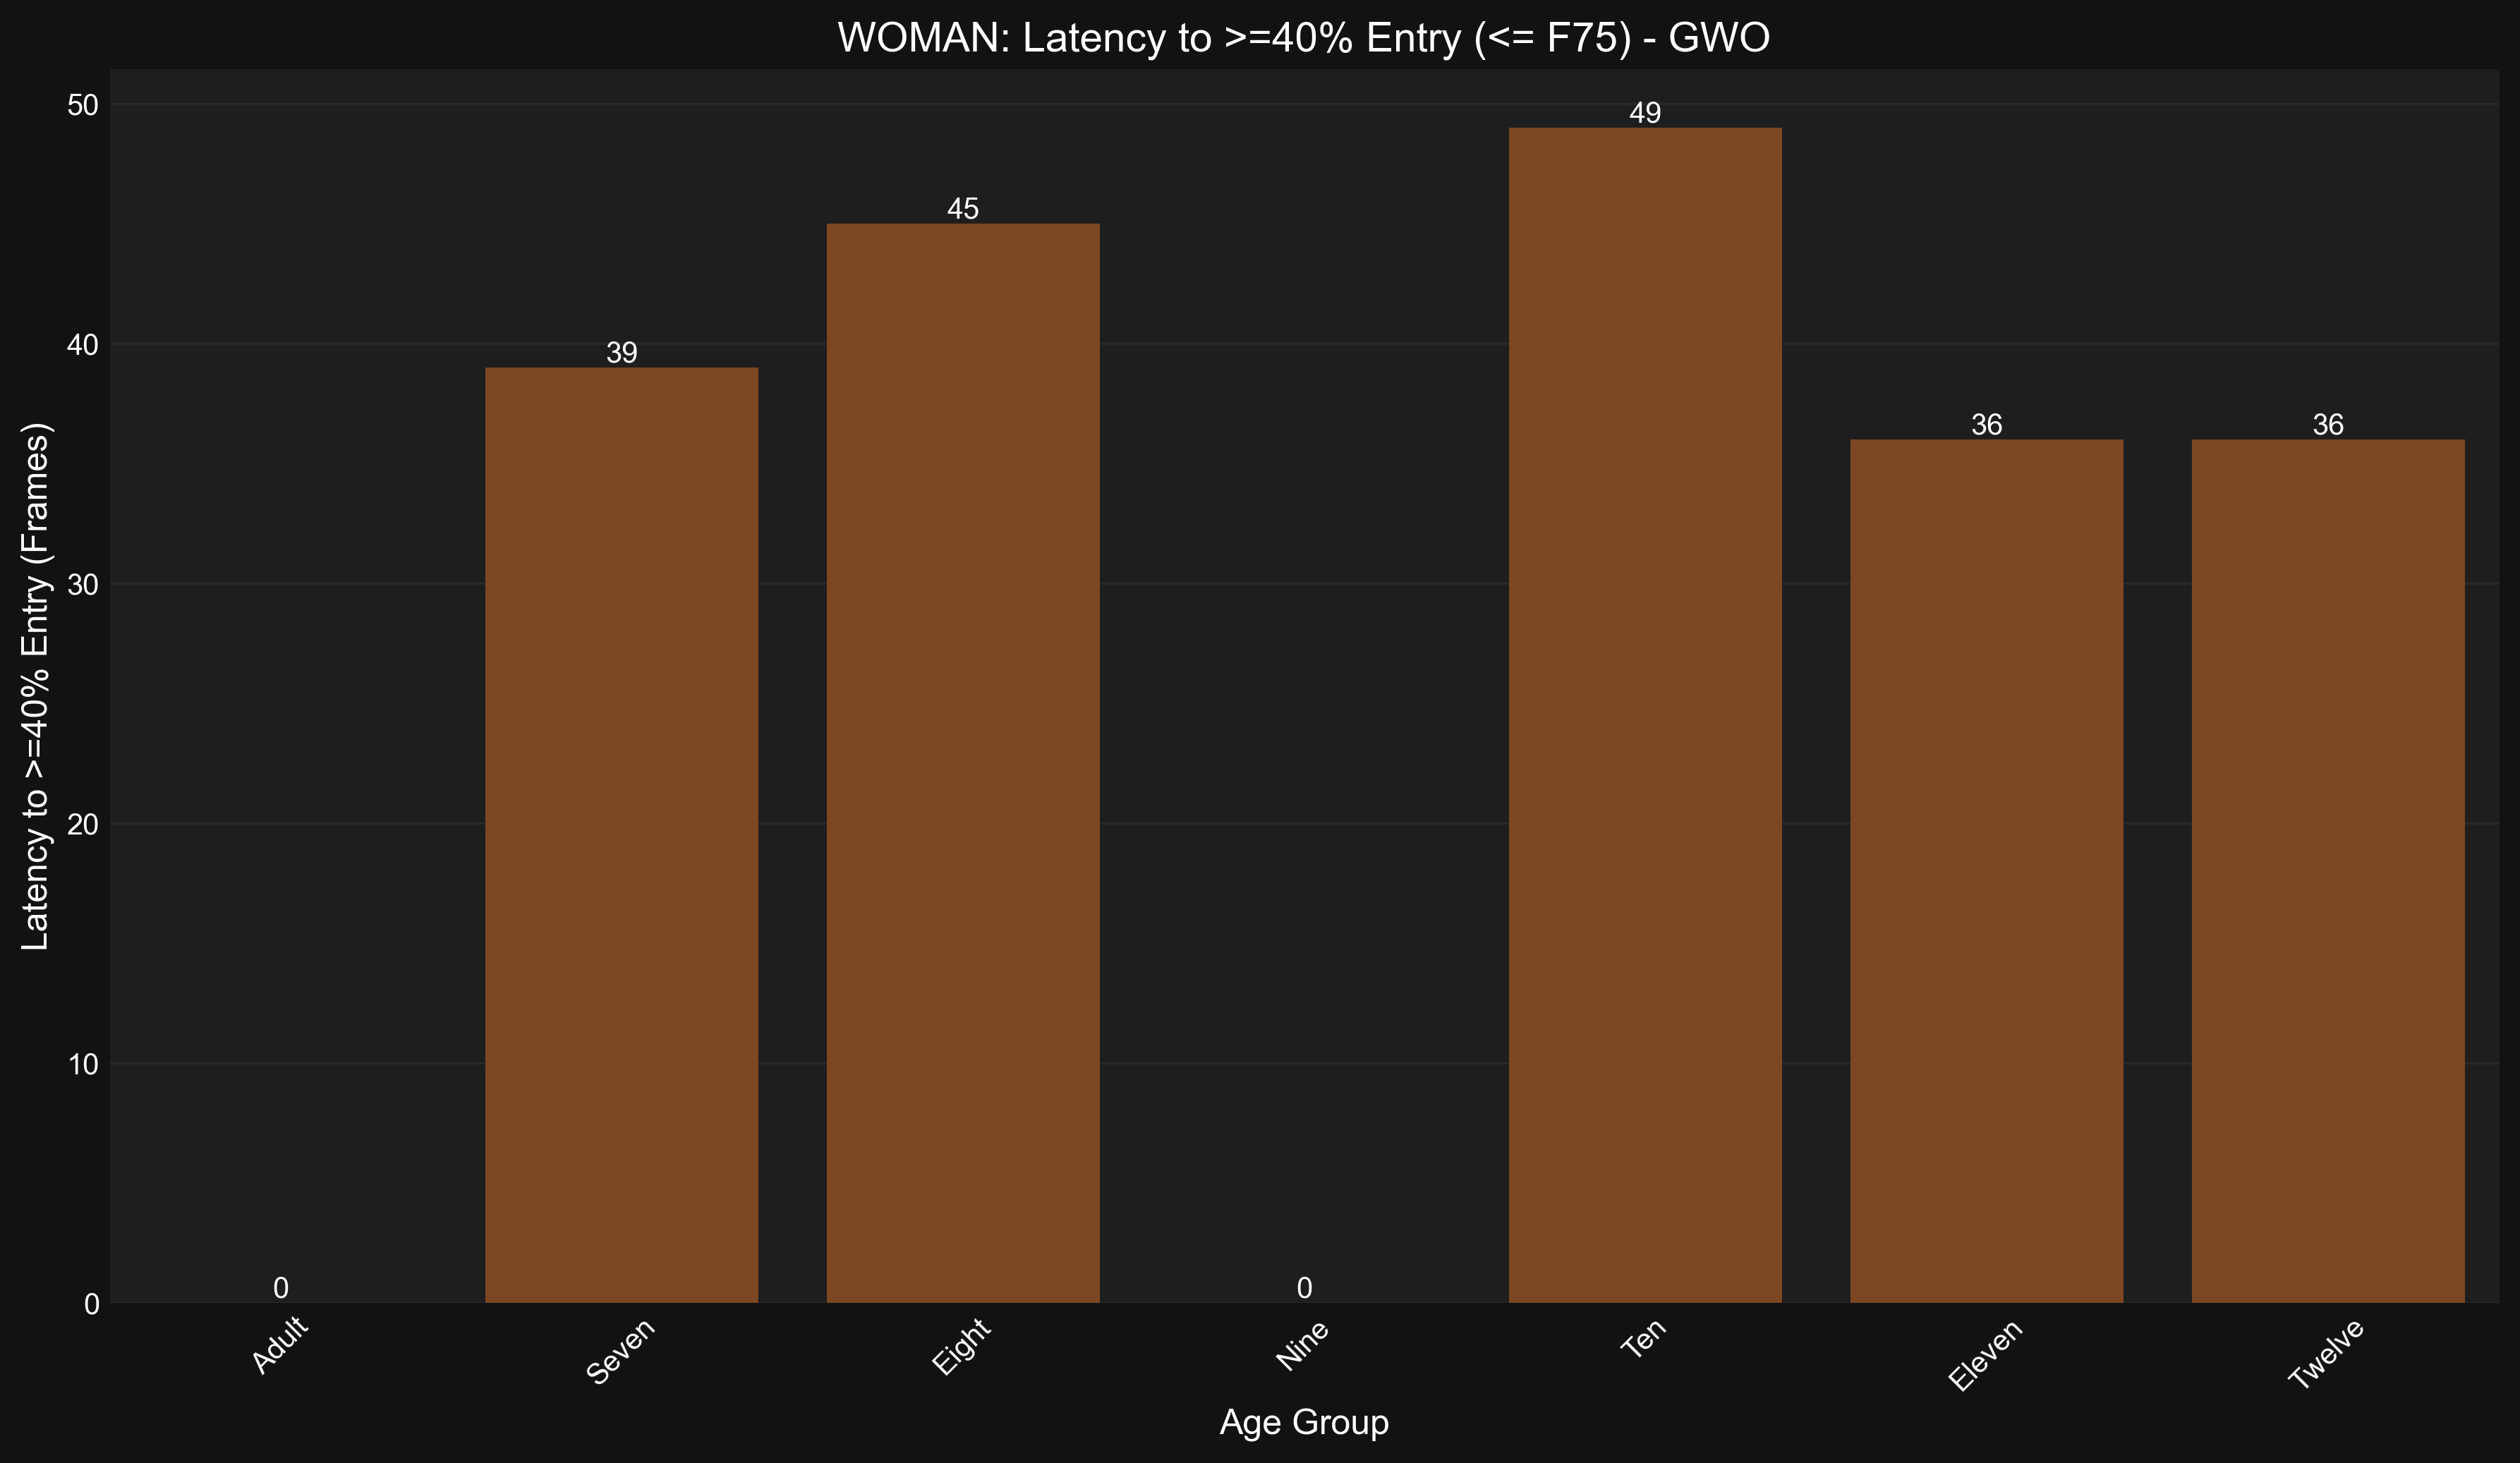 WOMAN: Latency to >=40% Entry (<= F75) - GWO
Latency to >=40% Entry (Frames)
50
40
30
20
10
0
0
39
45
0
49
36
36
Adult
Seven
Eight
Nine
Ten
Eleven
Twelve
Age Group